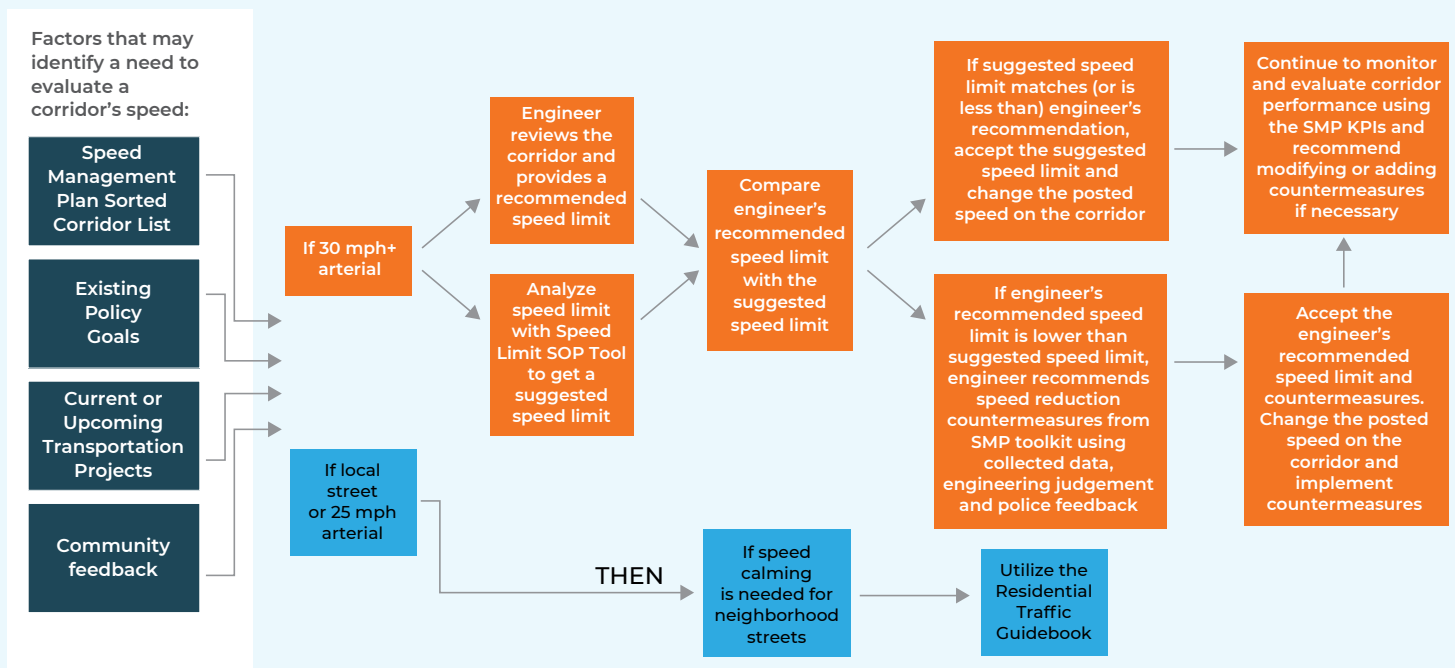 Factors that may
identify a need to
evaluate a
corridor's speed:
Speed
Management
Plan Sorted
Corridor List
Existing
Policy
Goals
Current or
Upcoming
Transportation
Projects
Community
feedback
If 30 mph+
arterial
If local
street
or 25 mph
arterial
Engineer
reviews the
corridor and
provides a
recommended
speed limit
Analyze
speed limit
with Speed
Limit SOP Tool
to get a
suggested
speed limit
Compare
engineer's
recommended
speed limit
with the
suggested
speed limit
If suggested speed
limit matches (or is
less than) engineer's
recommendation,
accept the suggested
speed limit and
change the posted
speed on the corridor
If engineer's
recommended speed
limit is lower than
suggested speed limit,
engineer recommends
speed reduction
countermeasures from
SMP toolkit using
collected data,
engineering judgement
and police feedback
Continue to monitor
and evaluate corridor
performance using
the SMP KPIs and
recommend
modifying or adding
countermeasures
if necessary
Accept the
engineer's
recommended
speed limit and
countermeasures.
Change the posted
speed on the
corridor and
implement
countermeasures
THEN
If speed
calming
is needed for
neighborhood
streets
Utilize the
Residential
Traffic
Guidebook